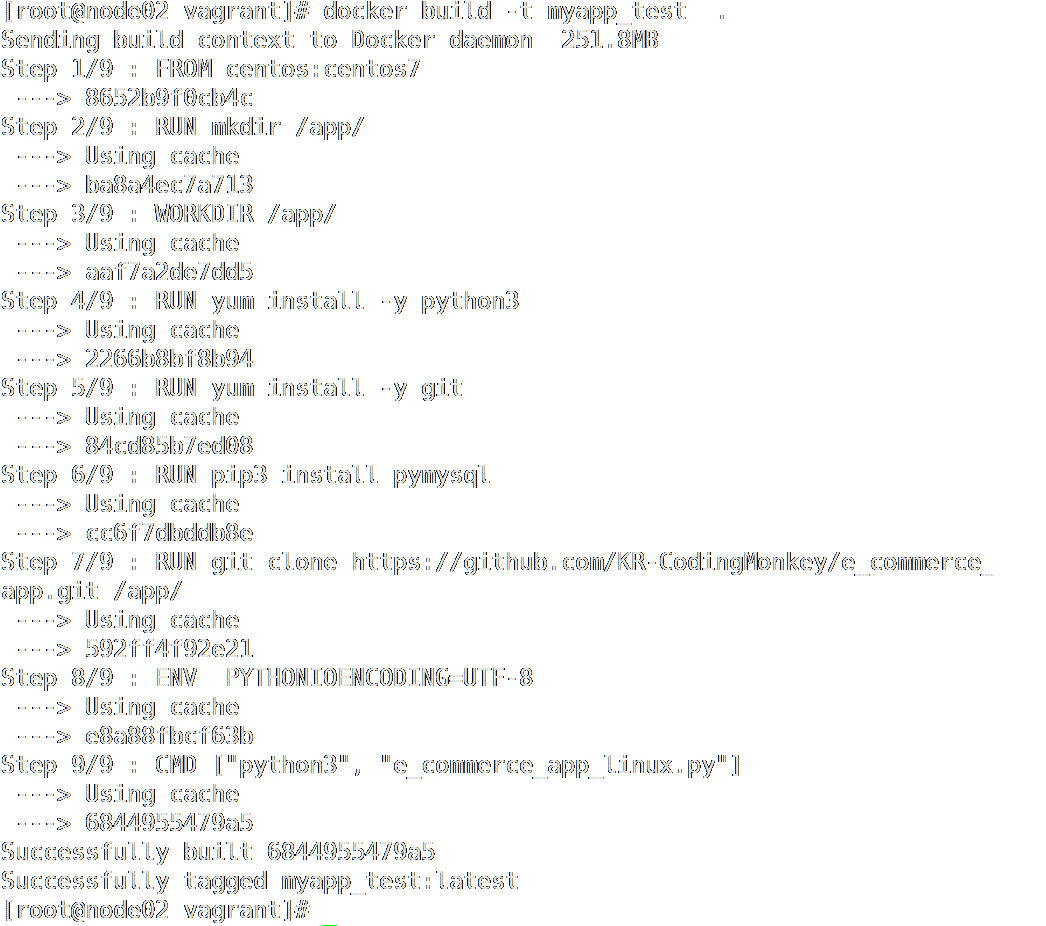 [root@node02 vagrant]# docker build -t myapp_test  .
Sending build context to Docker daemon  251.8MB
Step 1/9 : FROM centos:centos7
 ---> 8652b9f0cb4c
Step 2/9 : RUN mkdir /app/
 ---> Using cache
 ---> ba8a4ec7a713
Step 3/9 : WORKDIR /app/
 ---> Using cache
 ---> aaf7a2de7dd5
Step 4/9 : RUN yum install -y python3
 ---> Using cache
 ---> 2266b8bf8b94
Step 5/9 : RUN yum install -y git
 ---> Using cache
 ---> 84cd85b7ed08
Step 6/9 : RUN pip3 install pymysql
 ---> Using cache
 ---> cc6f7dbddb8e
Step 7/9 : RUN git clone https://github.com/KR-CodingMonkey/e_commerce_
app.git /app/
 ---> Using cache
 ---> 592ff4f92e21
Step 8/9 : ENV  PYTHONIOENCODING=UTF-8
 ---> Using cache
 ---> e8a88fbcf63b
Step 9/9 : CMD ["python3", "e_commerce_app_linux.py"]
 ---> Using cache
 ---> 6844955479a5
Successfully built 6844955479a5
Successfully tagged myapp_test:latest
[root@node02 vagrant]# _